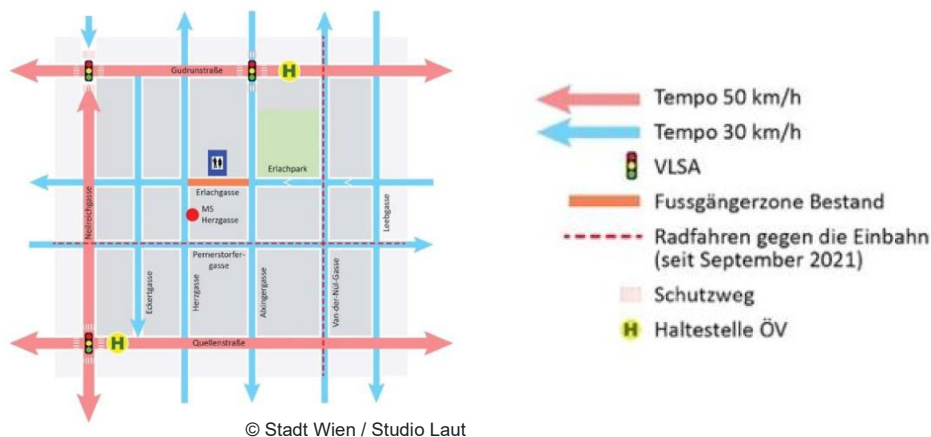 Gudrunstraße
H
Erlachpark
Erlachgasse
MS
Herzgasse
Neilreichgasse
Leebgasse
Pernerstorfer-
gasse
Eckertgasse
Herzgasse
Alxingergasse
Van-der-Nüll-Gasse
H
Quellenstraße
© Stadt Wien / Studio Laut
Tempo 50 km/h
Tempo 30 km/h
VLSA
Fussgängerzone Bestand
Radfahren gegen die Einbahn
(seit September 2021)
Schutzweg
H
Haltestelle ÖV